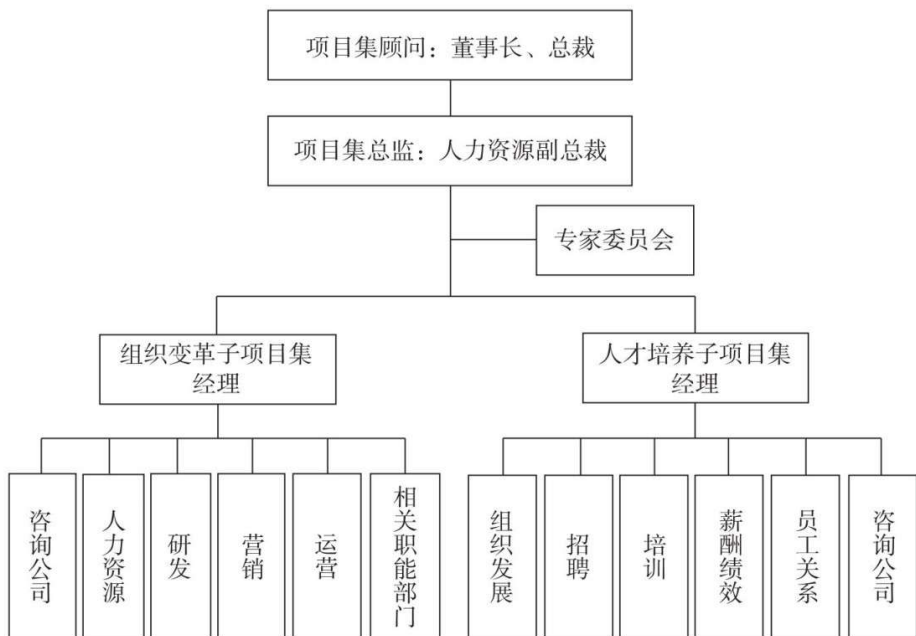 项目集顾问：董事长、总裁
项目集总监：人力资源副总裁
专家委员会
组织变革子项目集
经理
人才培养子项目集
经理
咨询公司
人力资源
研发
营销
运营
相关职能部门
组织发展
招聘
培训
薪酬绩效
员工关系
咨询公司